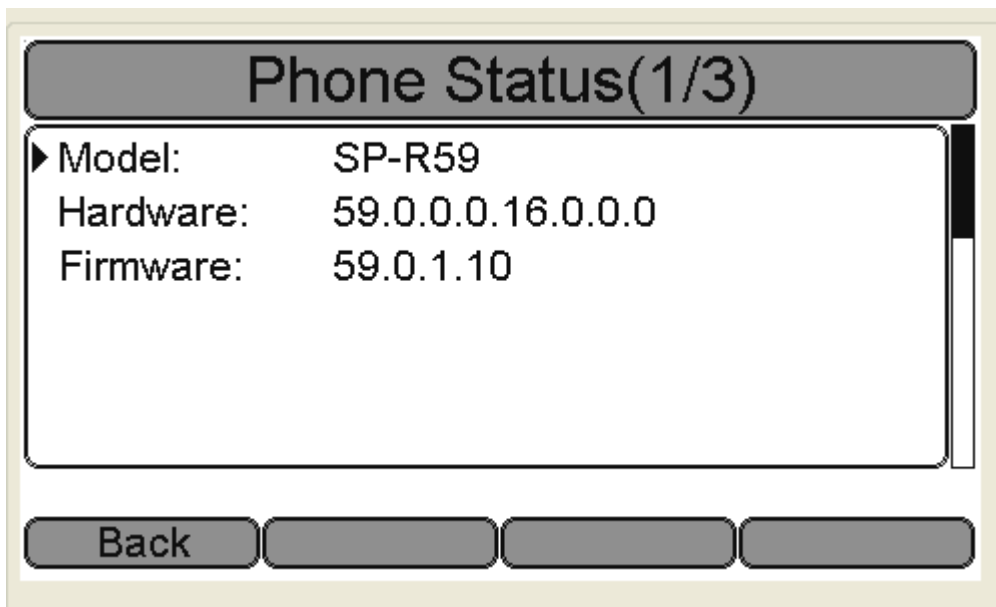 Phone Status(1/3)
Model: SP-R59
Hardware: 59.0.0.0.16.0.0.0
Firmware: 59.0.1.10
Back